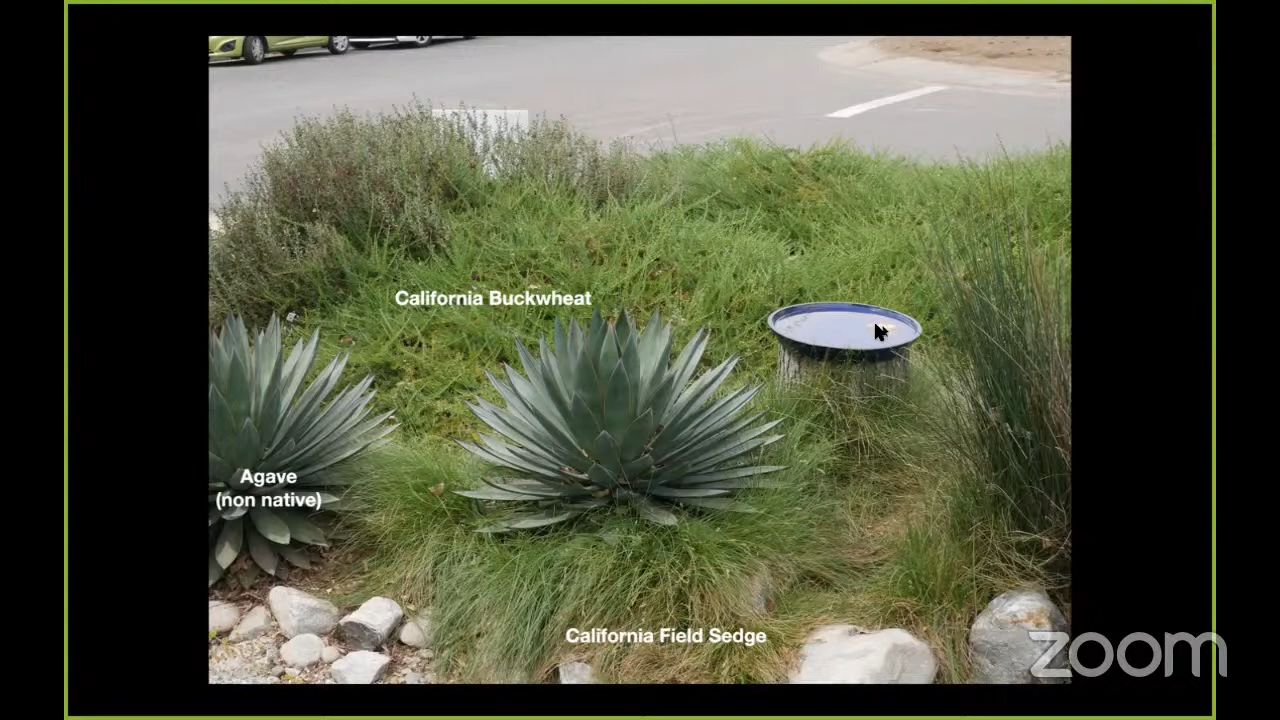 California Buckwheat
Agave
(non native)
California Field Sedge
zoom